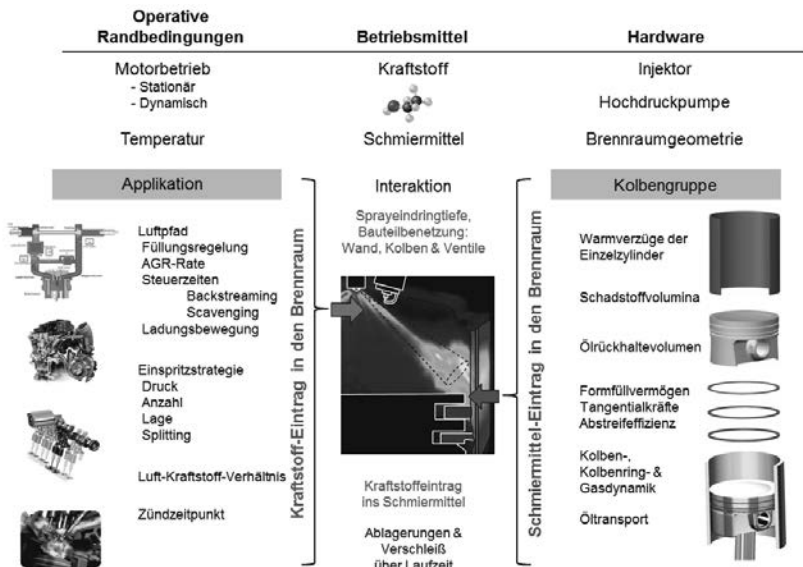 Operative
Randbedingungen
Betriebsmittel
Hardware
Motorbetrieb
- Stationär
- Dynamisch
Temperatur
Kraftstoff
Schmiermittel
Injektor
Hochdruckpumpe
Brennraumgeometrie
Applikation
Luftpfad
Füllungsregelung
AGR-Rate
Steuerzeiten
Backstreaming
Scavenging
Ladungsbewegung
Einspritzstrategie
Druck
Anzahl
Lage
Splitting
Luft-Kraftstoff-Verhältnis
Zündzeitpunkt
Kraftstoff-Eintrag in den Brennraum
Interaktion
Sprayeindringtiefe,
Bauteilbenetzung:
Wand, Kolben & Ventile
Kraftstoffeintrag
ins Schmiermittel
Ablagerungen &
Verschleiß
über Laufzeit
Schmiermittel-Eintrag in den Brennraum
Kolbengruppe
Warmverzüge der
Einzelzylinder
Schadstoffvolumina
Ölrückhaltevolumen
Formfüllvermögen
Tangentialkräfte
Abstreifeffizienz
Kolben-,
Kolbenring- &
Gasdynamik
Öltransport